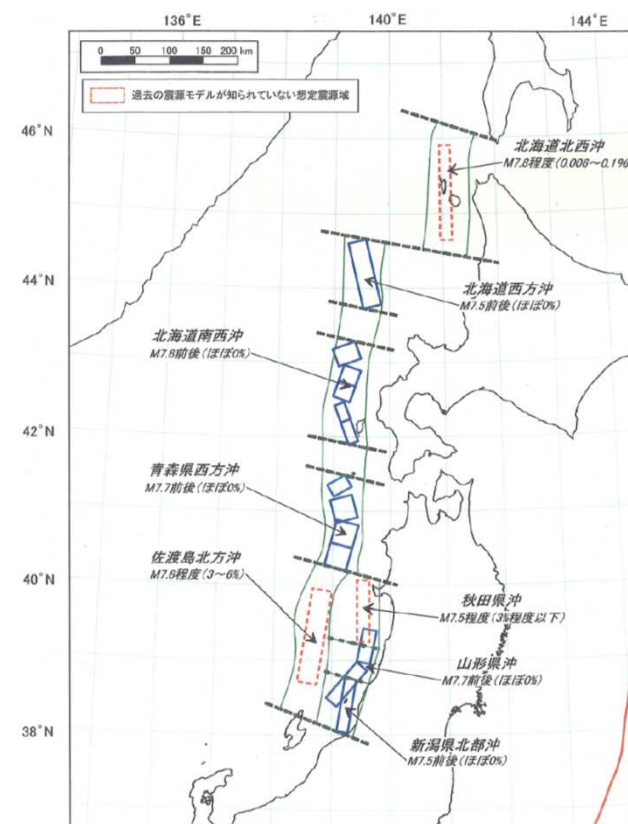 136°E 140°E 144°E
0 50 100 150 200 km
過去の震源モデルが知られていない想定震源域
46°N
北海道北西沖
M7.8程度(0.006～0.1%
44°N
北海道西方沖
M7.5前後(ほぼ0%)
北海道南西沖
M7.8前後(ほぼ0%)
42°N
青森県西方沖
M7.7前後(ほぼ0%)
佐渡島北方沖
M7.8程度(3～6%)
40°N
秋田県沖
M7.5程度(3%程度以下)
山形県沖
M7.7前後(ほぼ0%)
38°N
新潟県北部沖
M7.5前後(ほぼ0%)